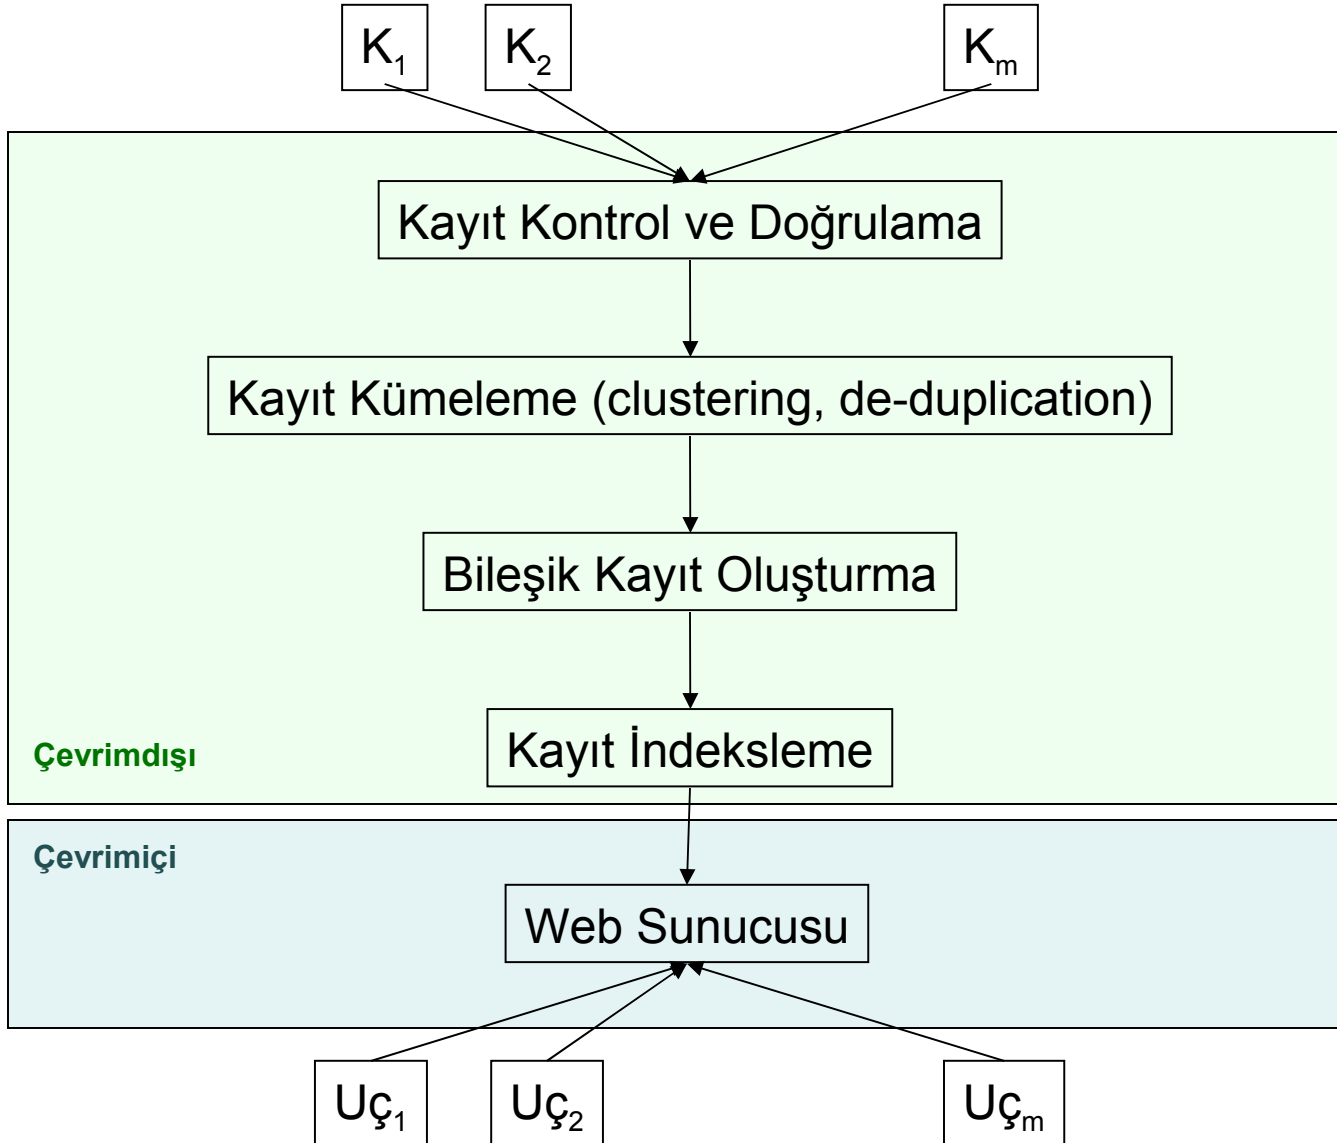 K₁ K₂ Kₘ
Kayıt Kontrol ve Doğrulama
Kayıt Kümeleme (clustering, de-duplication)
Bileşik Kayıt Oluşturma
Kayıt İndeksleme
Çevrimdışı
Çevrimiçi
Web Sunucusu
Uç₁ Uç₂ Uçₘ